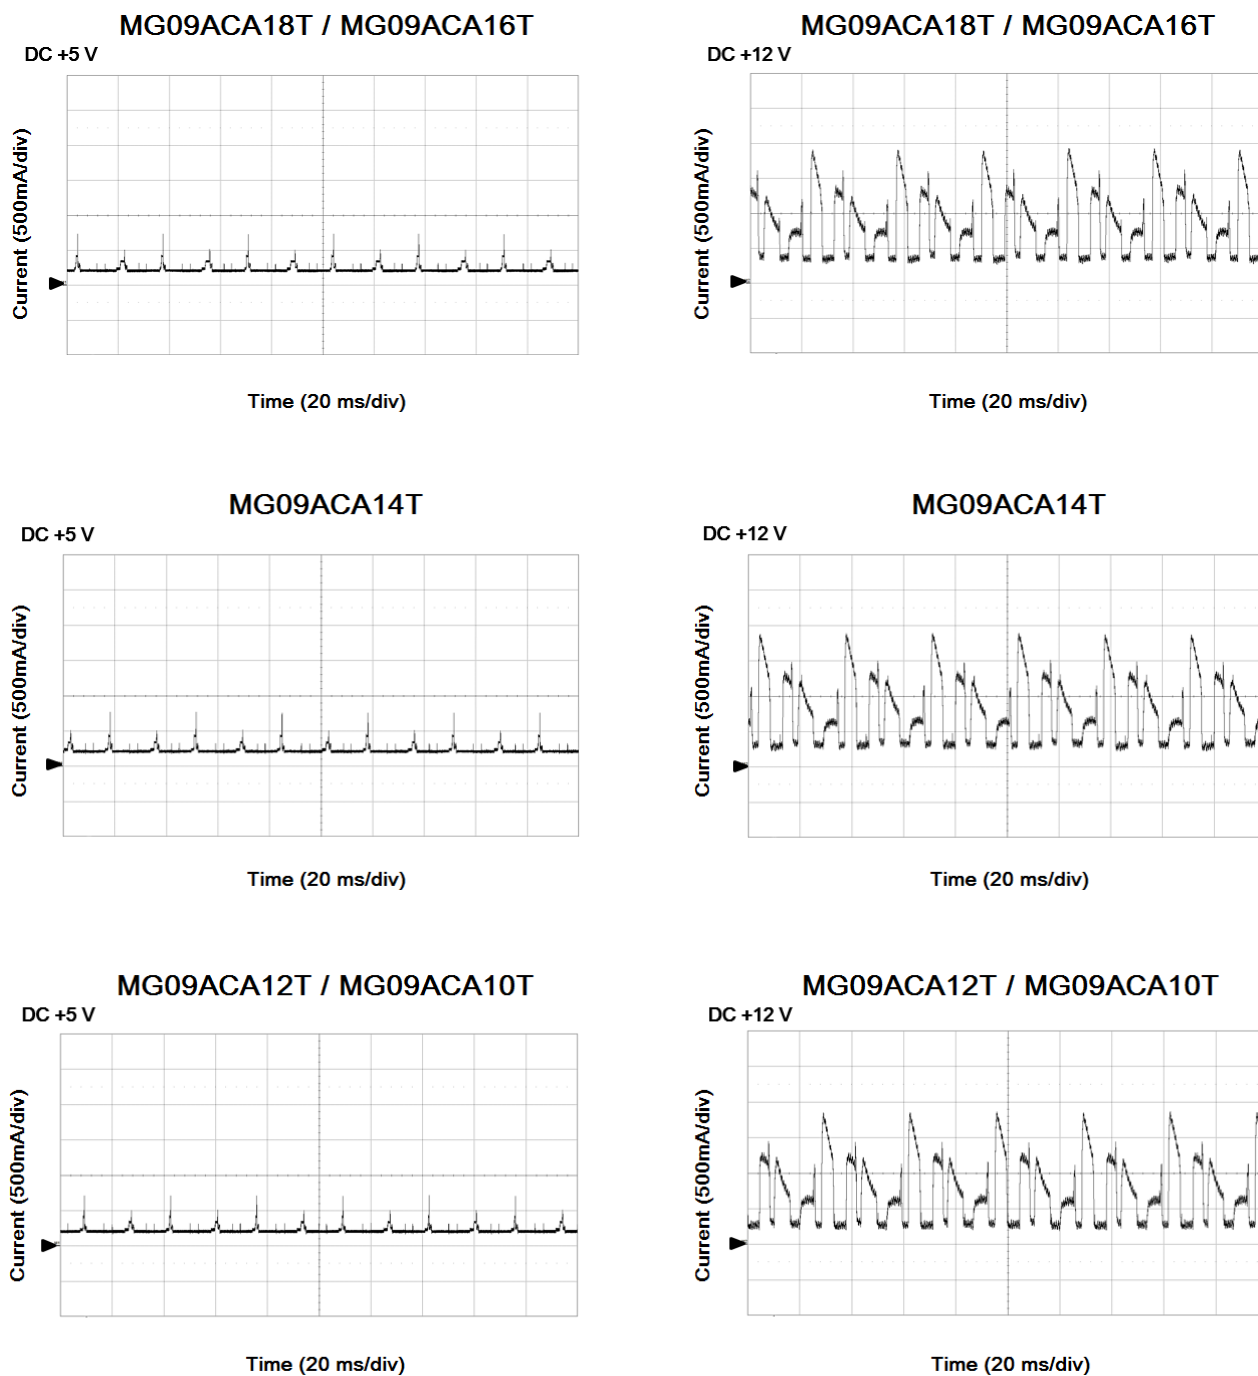 MG09ACA18T / MG09ACA16T
DC +5 V
Current (500mA/div)
Time (20 ms/div)
MG09ACA18T / MG09ACA16T
DC +12 V
Current (500mA/div)
Time (20 ms/div)
MG09ACA14T
DC +5 V
Current (500mA/div)
Time (20 ms/div)
MG09ACA14T
DC +12 V
Current (500mA/div)
Time (20 ms/div)
MG09ACA12T / MG09ACA10T
DC +5 V
Current (500mA/div)
Time (20 ms/div)
MG09ACA12T / MG09ACA10T
DC +12 V
Current (500mA/div)
Time (20 ms/div)